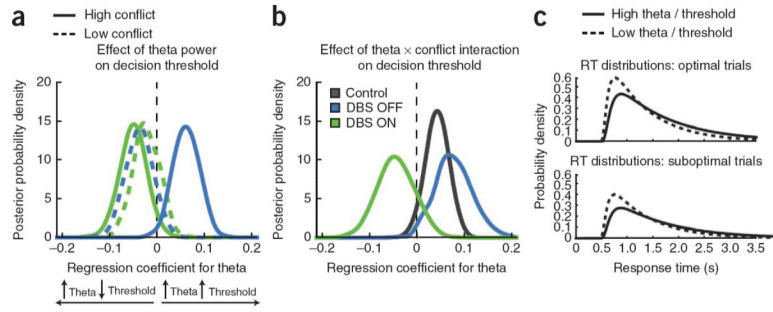 a
High conflict
Low conflict
Effect of theta power
on decision threshold
Posterior probability density
20
15
10
5
0
−0.2
−0.1
0
0.1
0.2
Regression coefficient for theta
Theta
Threshold
Theta
Threshold
b
Effect of theta × conflict interaction
on decision threshold
Control
DBS OFF
DBS ON
Posterior probability density
20
15
10
5
0
−0.2
−0.1
0
0.1
0.2
Regression coefficient for theta
c
High theta / threshold
Low theta / threshold
RT distributions: optimal trials
Probability density
0.6
0.5
0.4
0.3
0.2
0.1
0
RT distributions: suboptimal trials
0.6
0.5
0.4
0.3
0.2
0.1
0
0 0.5 1.0 1.5 2.0 2.5 3.0 3.5
Response time (s)